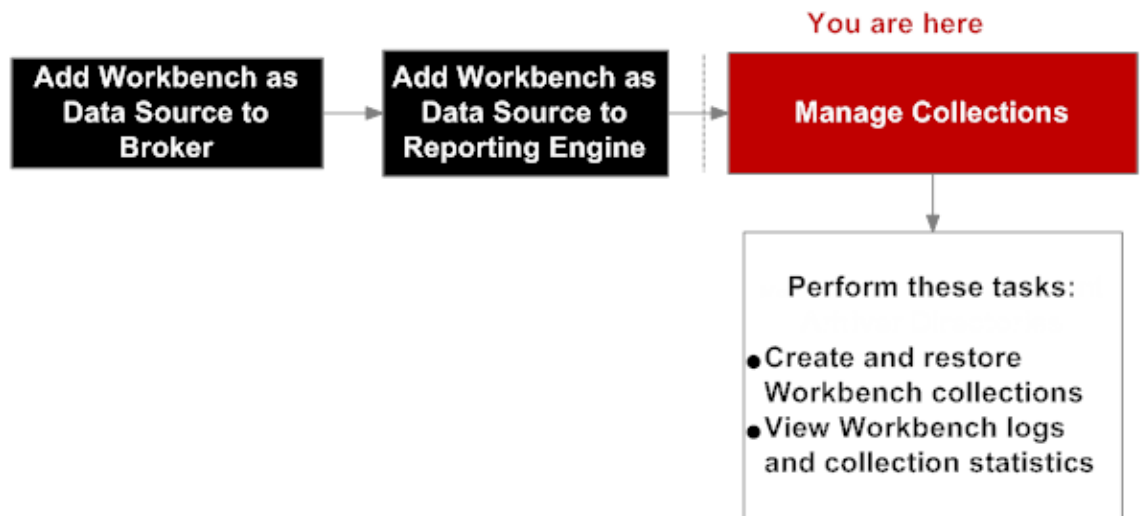 You are here
Add Workbench as
Data Source to
Broker
Add Workbench as
Data Source to
Reporting Engine
Manage Collections
Perform these tasks:
●Create and restore
Workbench collections
●View Workbench logs
and collection statistics